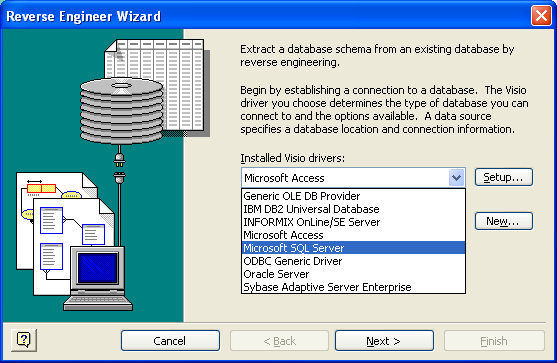 Reverse Engineer Wizard
Extract a database schema from an existing database by
reverse engineering.
Begin by establishing a connection to a database. The Visio
driver you choose determines the type of database you can
connect to and the options available. A data source
specifies a database location and connection information.
Installed Visio drivers:
Microsoft Access
Setup...
Generic OLE DB Provider
IBM DB2 Universal Database
INFORMIX OnLine/SE Server
Microsoft Access
New...
Microsoft SQL Server
ODBC Generic Driver
Oracle Server
Sybase Adaptive Server Enterprise
?
Cancel
< Back
Next >
Finish